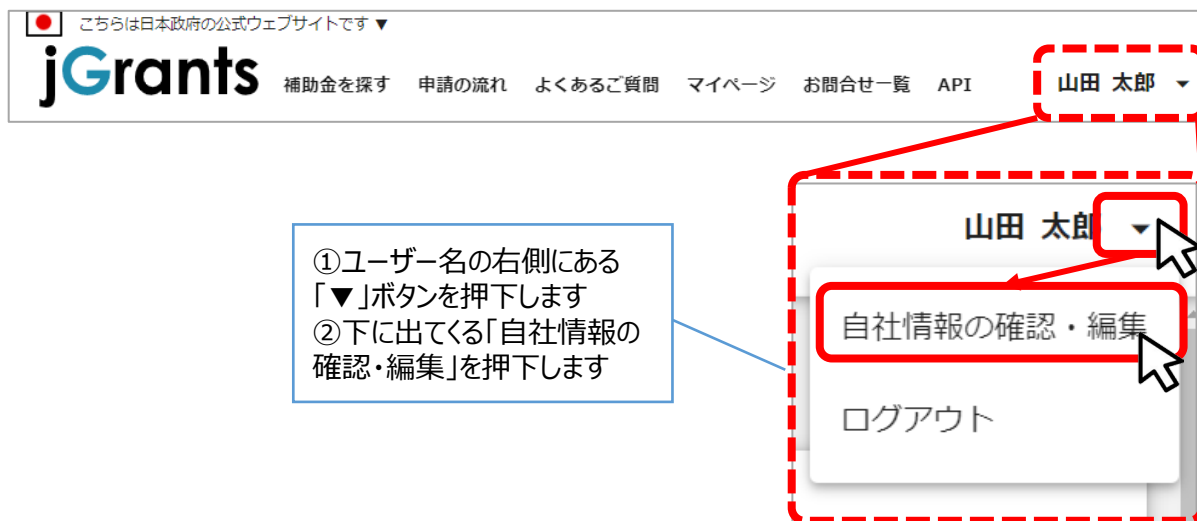 こちらは日本政府の公式ウェブサイトです ▼
jGrants 補助金を探す 申請の流れ よくあるご質問 マイページ お問合せ一覧 API 山田 太郎 ▼
山田 太郎 ▼
①ユーザー名の右側にある
「▼」ボタンを押下します
②下に出てくる「自社情報の
確認・編集」を押下します
自社情報の確認・編集
ログアウト